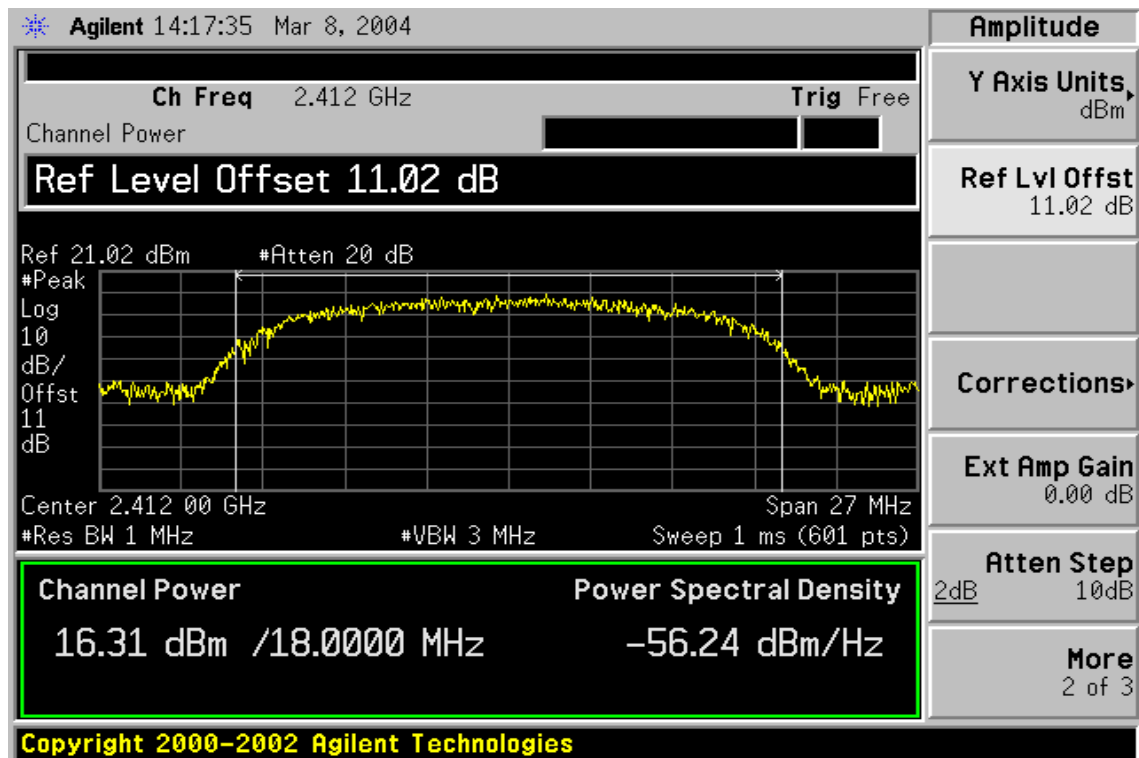 Agilent 14:17:35 Mar 8, 2004
Amplitude
Ch Freq 2.412 GHz Trig Free
Channel Power
Ref Level Offset 11.02 dB
Ref 21.02 dBm #Atten 20 dB
#Peak
Log
10
dB/
Offst
11
dB
Center 2.412 00 GHz Span 27 MHz
#Res BW 1 MHz #VBW 3 MHz Sweep 1 ms (601 pts)
Channel Power Power Spectral Density
16.31 dBm /18.0000 MHz -56.24 dBm/Hz
Y Axis Units
dBm
Ref Lvl Offst
11.02 dB
Corrections
Ext Amp Gain
0.00 dB
Atten Step
2dB 10dB
More
2 of 3
Copyright 2000-2002 Agilent Technologies